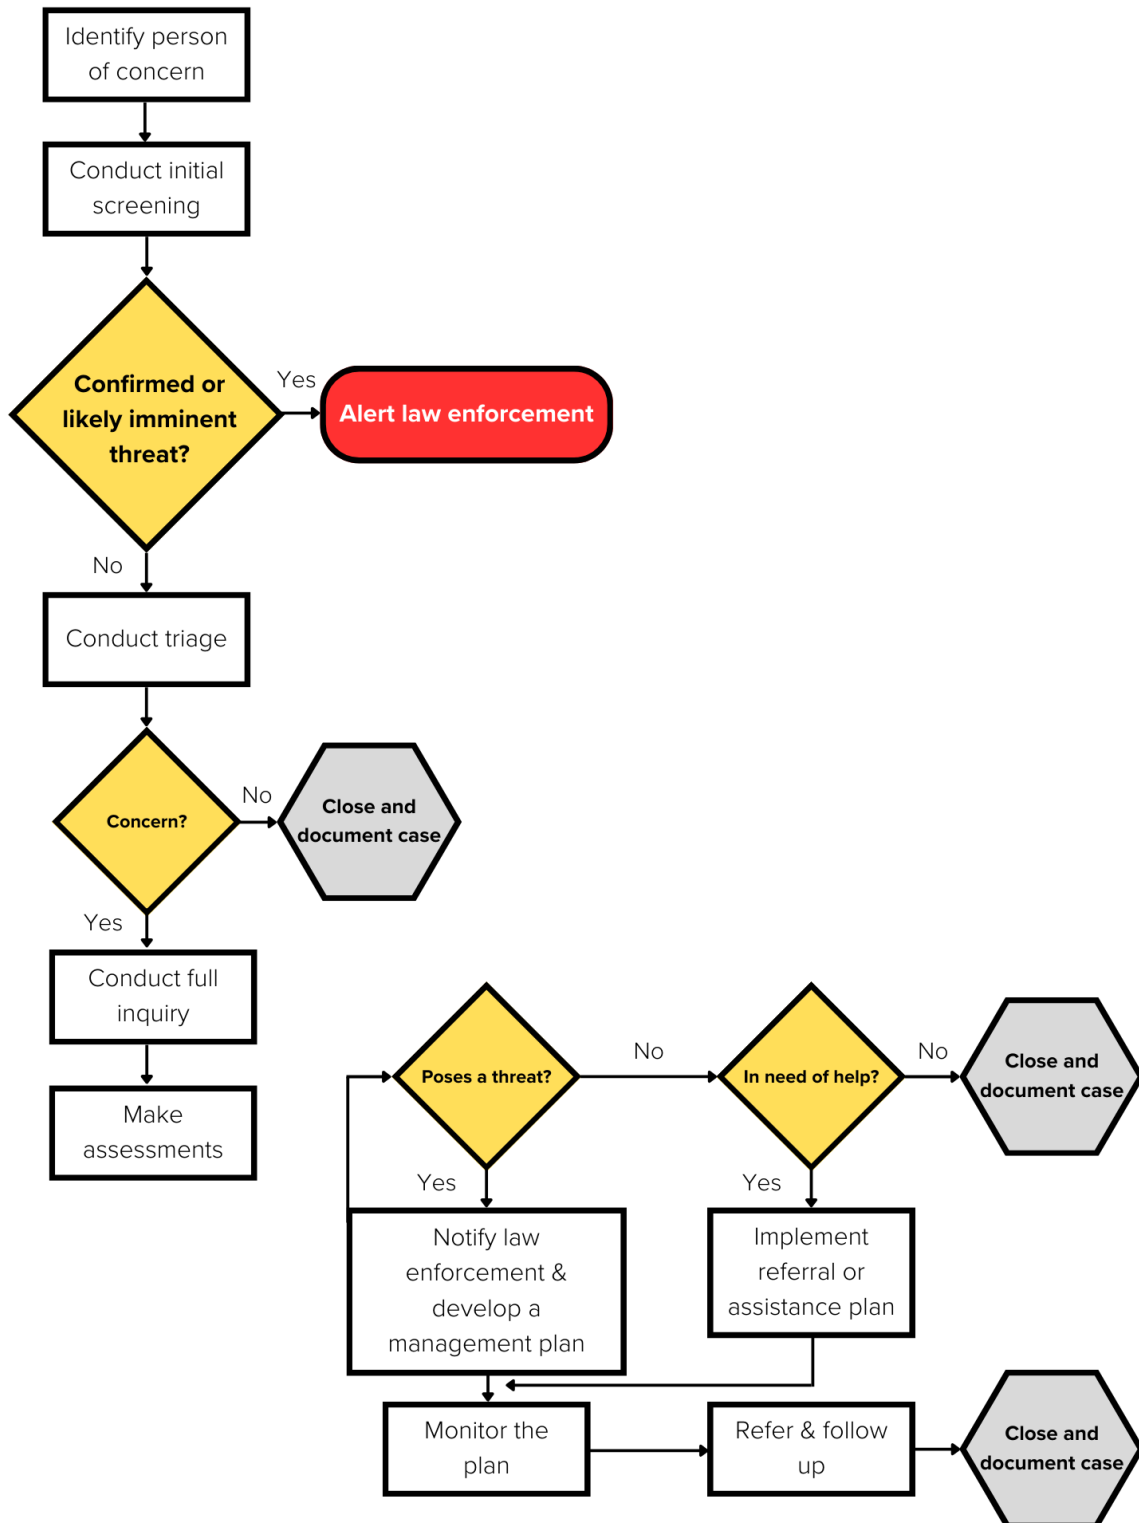 Identify person
of concern
Conduct initial
screening
Confirmed or
likely imminent
threat?
Yes
Alert law enforcement
No
Conduct triage
Concern?
No
Close and
document case
Yes
Conduct full
inquiry
Make
assessments
Poses a threat?
No
In need of help?
No
Close and
document case
Yes
Notify law
enforcement &
develop a
management plan
Yes
Implement
referral or
assistance plan
Monitor the
plan
Refer & follow
up
Close and
document case